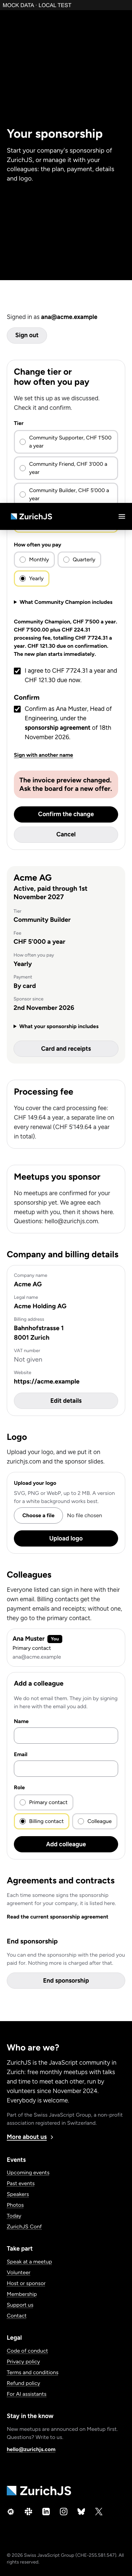 MOCK DATA · LOCAL TEST
Your sponsorship
Start your company's sponsorship of
ZurichJS, or manage it with your
colleagues: the plan, payment, details
and logo.
Signed in as ana@acme.example
Sign out
Change tier or
how often you pay
We set this up as we discussed.
Check it and confirm.
Tier
Community Supporter, CHF 1'500
a year
Community Friend, CHF 3'000 a
year
Community Builder, CHF 5'000 a
year
ZurichJS
How often you pay
Monthly
Quarterly
Yearly
What Community Champion includes
Community Champion, CHF 7'500 a year.
CHF 7'500.00 plus CHF 224.31
processing fee, totalling CHF 7'724.31 a
year. CHF 121.30 due on confirmation.
The new plan starts immediately.
I agree to CHF 7'724.31 a year and
CHF 121.30 due now.
Confirm
Confirm as Ana Muster, Head of
Engineering, under the
sponsorship agreement of 18th
November 2026.
Sign with another name
The invoice preview changed.
Ask the board for a new offer.
Confirm the change
Cancel
Acme AG
Active, paid through 1st
November 2027
Tier
Community Builder
Fee
CHF 5'000 a year
How often you pay
Yearly
Payment
By card
Sponsor since
2nd November 2026
What your sponsorship includes
Card and receipts
Processing fee
You cover the card processing fee:
CHF 149.64 a year, a separate line on
every renewal (CHF 5'149.64 a year
in total).
Meetups you sponsor
No meetups are confirmed for your
sponsorship yet. We agree each
meetup with you, then it shows here.
Questions: hello@zurichjs.com.
Company and billing details
Company name
Acme AG
Legal name
Acme Holding AG
Billing address
Bahnhofstrasse 1
8001 Zurich
VAT number
Not given
Website
https://acme.example
Edit details
Logo
Upload your logo, and we put it on
zurichjs.com and the sponsor slides.
Upload your logo
SVG, PNG or WebP, up to 2 MB. A version
for a white background works best.
Choose a file
No file chosen
Upload logo
Colleagues
Everyone listed can sign in here with their
own email. Billing contacts get the
payment emails and receipts; without one,
they go to the primary contact.
Ana Muster You
Primary contact
ana@acme.example
Add a colleague
We do not email them. They join by signing
in here with the email you add.
Name
Email
Role
Primary contact
Billing contact
Colleague
Add colleague
Agreements and contracts
Each time someone signs the sponsorship
agreement for your company, it is listed here.
Read the current sponsorship agreement
End sponsorship
You can end the sponsorship with the period you
paid for. Nothing more is charged after that.
End sponsorship
Who are we?
ZurichJS is the JavaScript community in
Zurich: free monthly meetups with talks
and time to meet each other, run by
volunteers since November 2024.
Everybody is welcome.
Part of the Swiss JavaScript Group, a non-profit
association registered in Switzerland
More about us
Events
Upcoming events
Past events
Speakers
Photos
Today
ZurichJS Conf
Take part
Speak at a meetup
Volunteer
Host or sponsor
Membership
Support us
Contact
Legal
Code of conduct
Privacy policy
Terms and conditions
Refund policy
For AI assistants
Stay in the know
New meetups are announced on Meetup first.
Questions? Write to us.
hello@zurichjs.com
ZurichJS
© 2026 Swiss JavaScript Group (CHE-255.581.547). All
rights reserved.